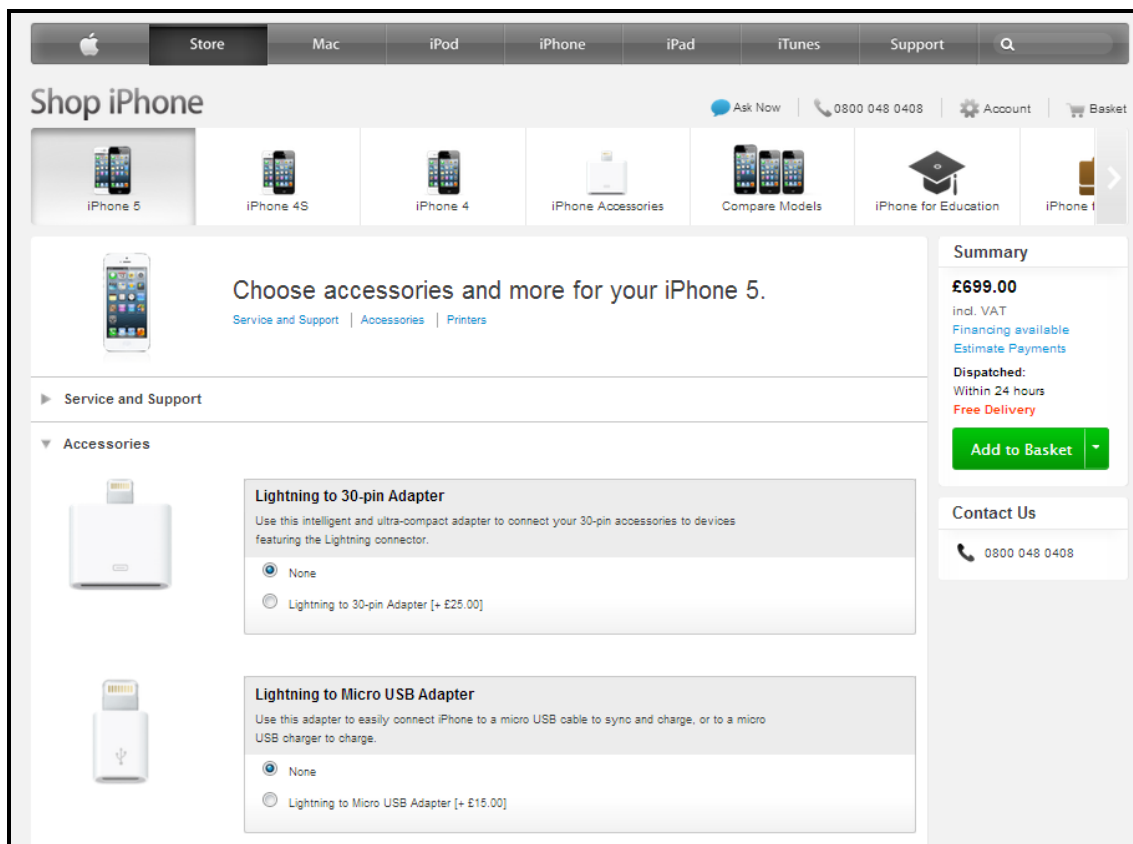 Store
Mac
iPod
iPhone
iPad
iTunes
Support
Shop iPhone
Ask Now
0800 048 0408
Account
Basket
iPhone 5
iPhone 4S
iPhone 4
iPhone Accessories
Compare Models
iPhone for Education
iPhone f
Choose accessories and more for your iPhone 5.
Service and Support | Accessories | Printers
Service and Support
Accessories
Lightning to 30-pin Adapter
Use this intelligent and ultra-compact adapter to connect your 30-pin accessories to devices
featuring the Lightning connector.
None
Lightning to 30-pin Adapter [+ £25.00]
Lightning to Micro USB Adapter
Use this adapter to easily connect iPhone to a micro USB cable to sync and charge, or to a micro
USB charger to charge.
None
Lightning to Micro USB Adapter [+ £15.00]
Summary
£699.00
incl. VAT
Financing available
Estimate Payments
Dispatched:
Within 24 hours
Free Delivery
Add to Basket
Contact Us
0800 048 0408